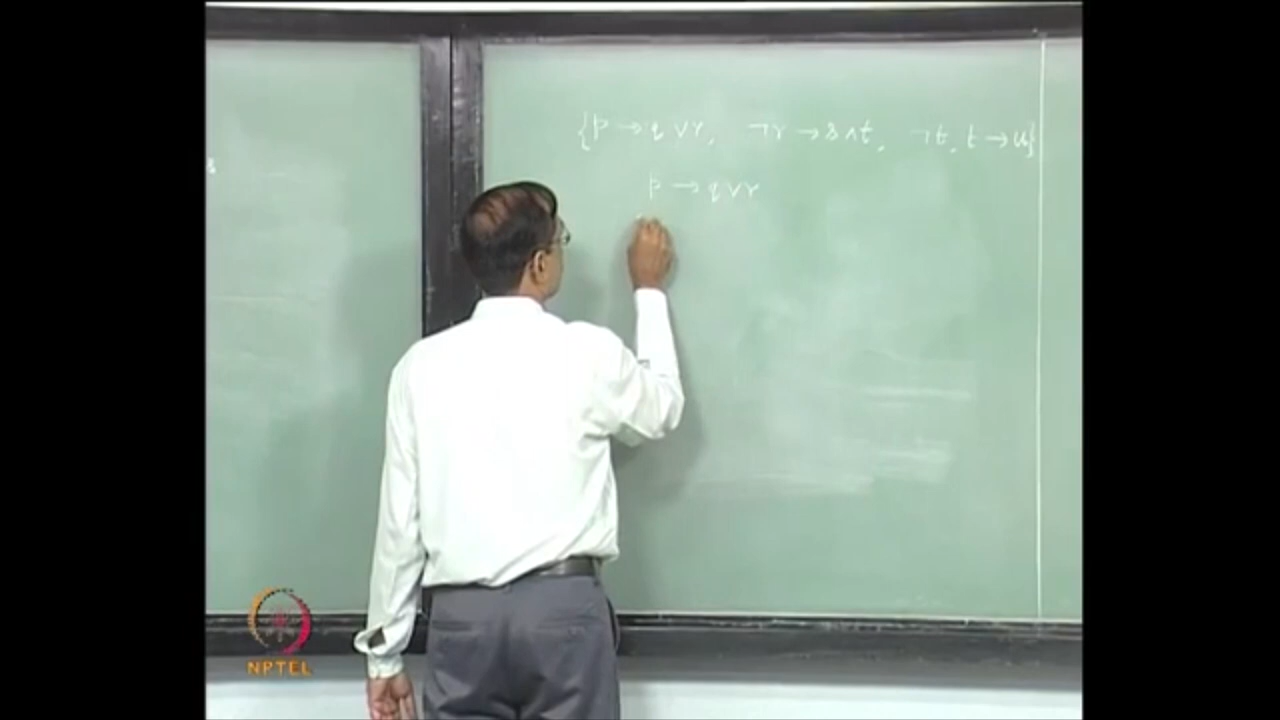 s
{p → q ∨ r, ¬r → s ∧ t, ¬t, t → u}
p → q ∨ r
NPTEL